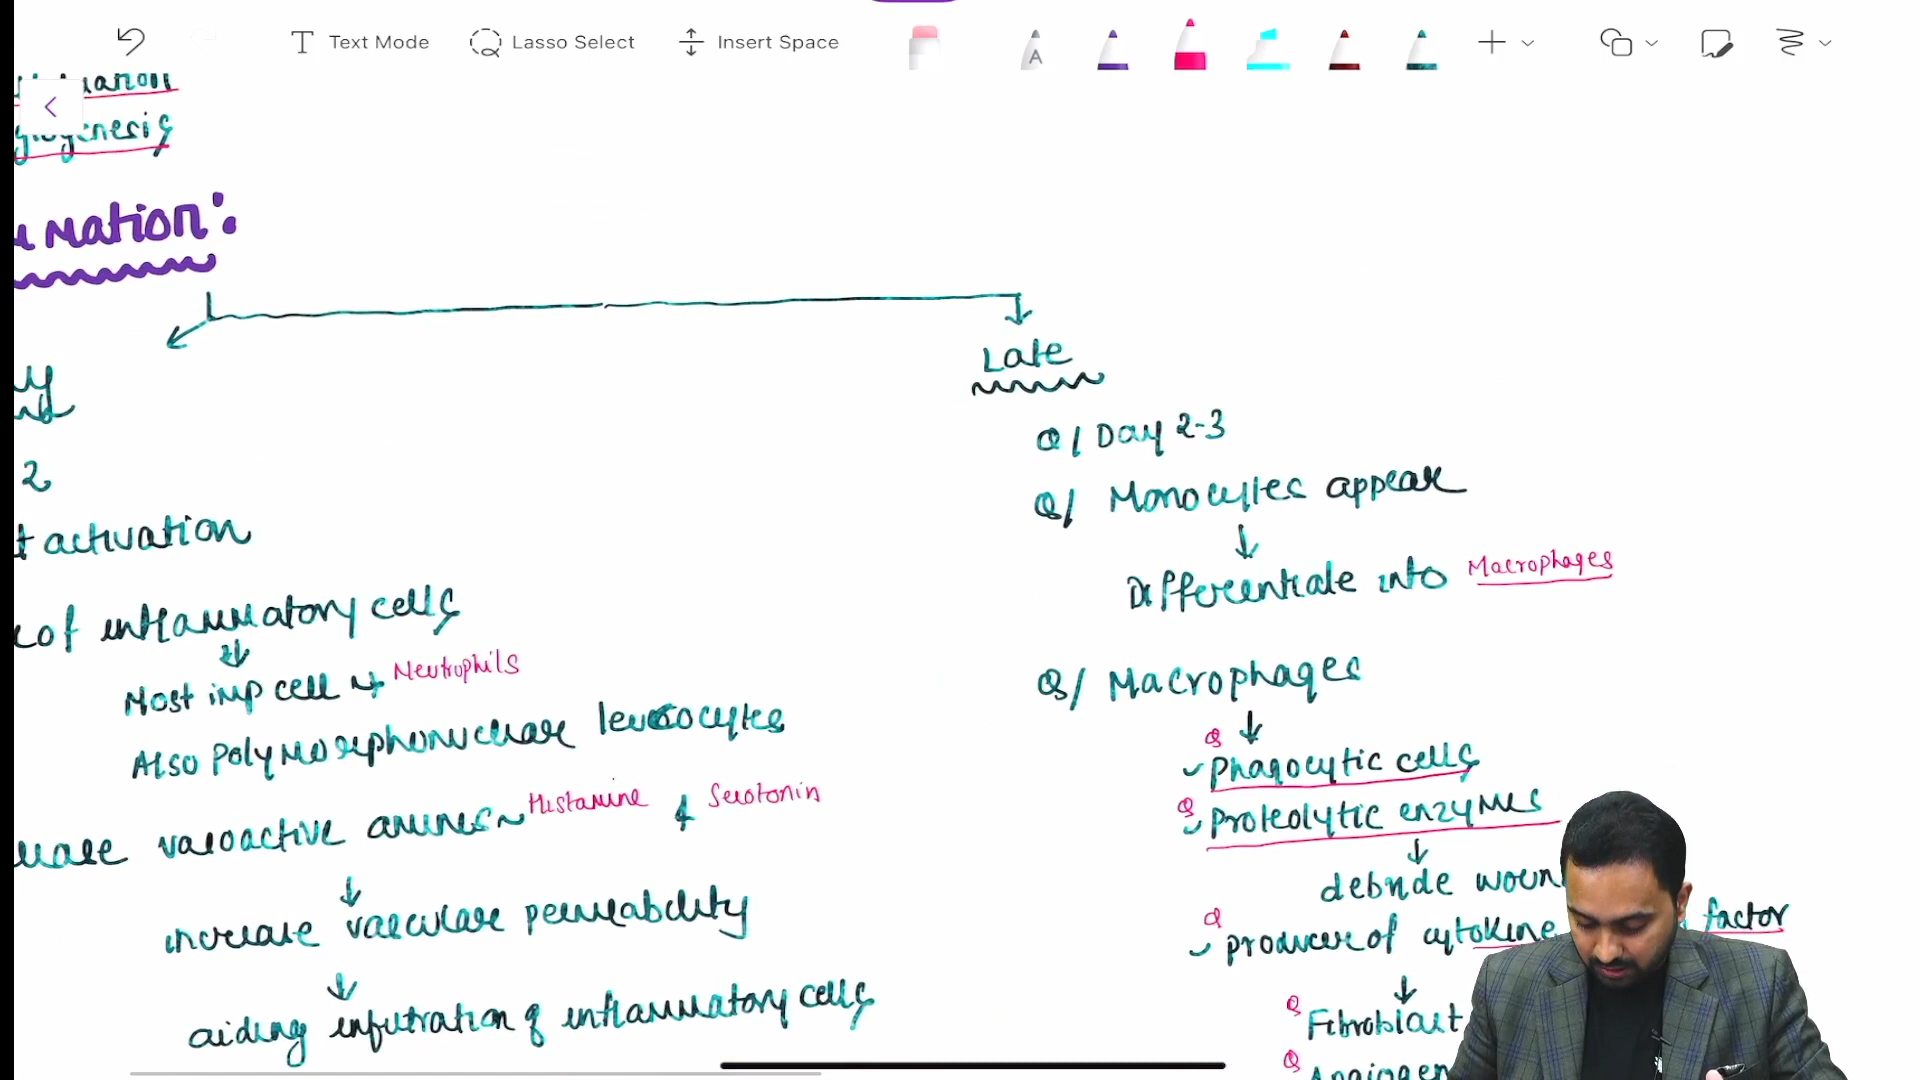 Text Mode Lasso Select Insert Space
A
mation:
Late
Q/ Day 2-3
2
Q/ Monocytes appear
activation
Differentiate into Macrophages
of inflammatory cells
Most imp cell Neutrophils
Q/ Macrophages
Also Polymorphonuclear leucocytes
Q Phagocytic cells
vasoactive amines Histamine & Serotonin
Q Proteolytic enzymes
debride
increase vascular permeability
Q producer of cytokine factor
aiding infiltration of inflammatory cells
Q Fibroblast
Q